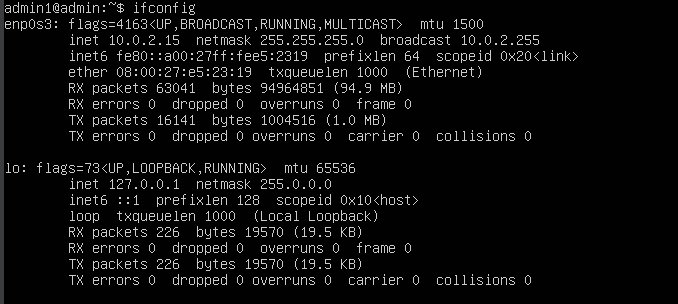 admin1@admin:~$ ifconfig
enp0s3: flags=4163<UP,BROADCAST,RUNNING,MULTICAST>  mtu 1500
        inet 10.0.2.15  netmask 255.255.255.0  broadcast 10.0.2.255
        inet6 fe80::a00:27ff:fee5:2319  prefixlen 64  scopeid 0x20<link>
        ether 08:00:27:e5:23:19  txqueuelen 1000  (Ethernet)
        RX packets 63041  bytes 94964851 (94.9 MB)
        RX errors 0  dropped 0  overruns 0  frame 0
        TX packets 16141  bytes 1004516 (1.0 MB)
        TX errors 0  dropped 0 overruns 0  carrier 0  collisions 0

lo: flags=73<UP,LOOPBACK,RUNNING>  mtu 65536
        inet 127.0.0.1  netmask 255.0.0.0
        inet6 ::1  prefixlen 128  scopeid 0x10<host>
        loop  txqueuelen 1000  (Local Loopback)
        RX packets 226  bytes 19570 (19.5 KB)
        RX errors 0  dropped 0  overruns 0  frame 0
        TX packets 226  bytes 19570 (19.5 KB)
        TX errors 0  dropped 0 overruns 0  carrier 0  collisions 0